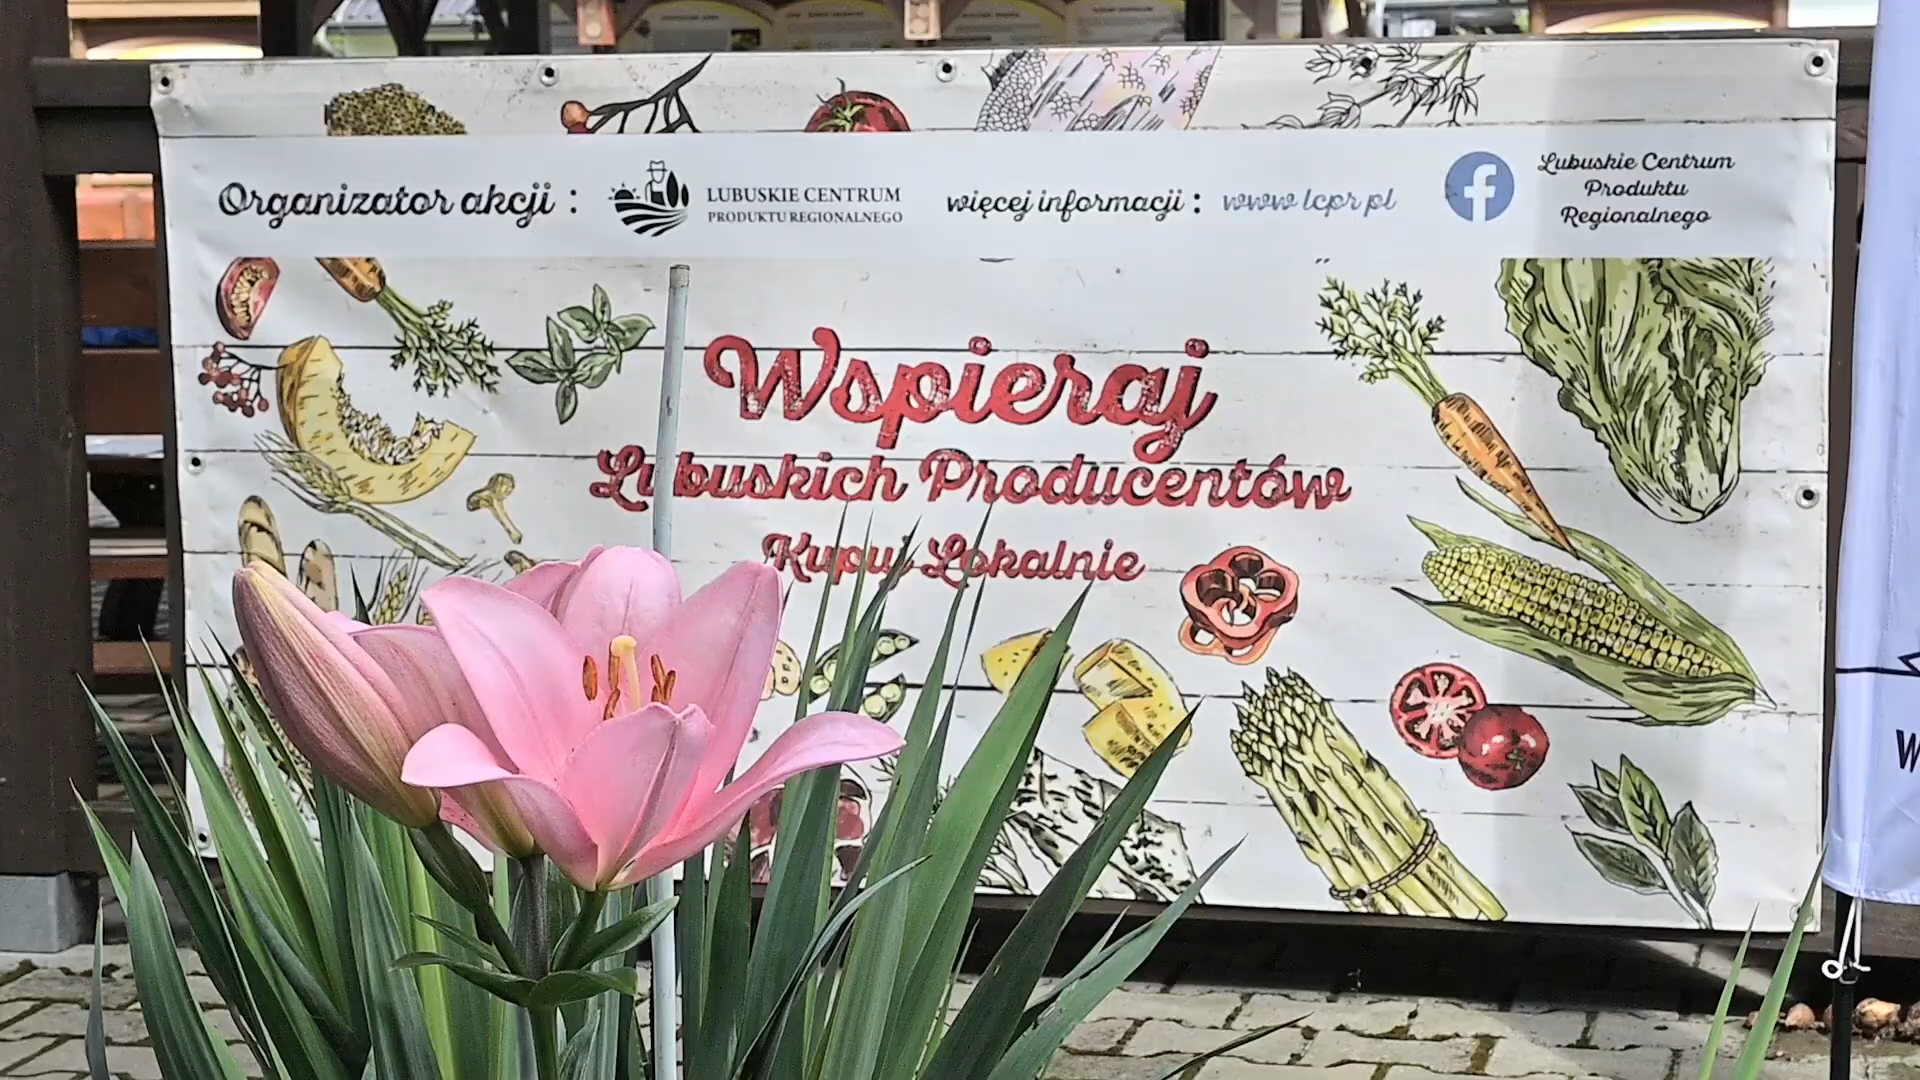 Organizator akcji :
LUBUSKIE CENTRUM
PRODUKTU REGIONALNEGO
więcej informacji : www lcpr pl
Lubuskie Centrum
Produktu
Regionalnego
Wspieraj
Lubuskich Producentów
Kupuj Lokalnie
W